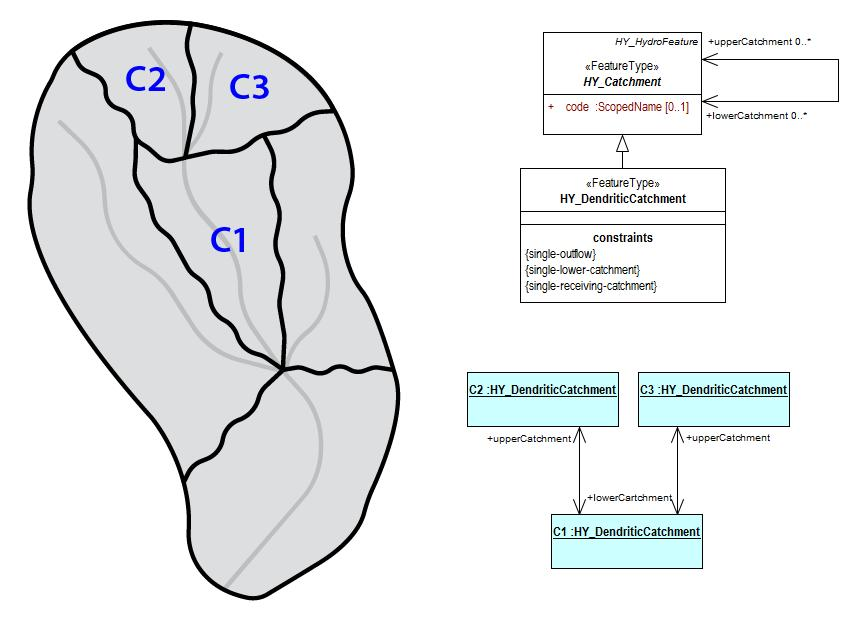 C2
C3
C1
HY_HydroFeature
«FeatureType»
HY_Catchment
+ code :ScopedName [0..1]
+upperCatchment 0..*
+lowerCatchment 0..*
«FeatureType»
HY_DendriticCatchment
constraints
{single-outflow}
{single-lower-catchment}
{single-receiving-catchment}
C2 :HY_DendriticCatchment
C3 :HY_DendriticCatchment
+upperCatchment
+upperCatchment
+lowerCartchment
C1 :HY_DendriticCatchment